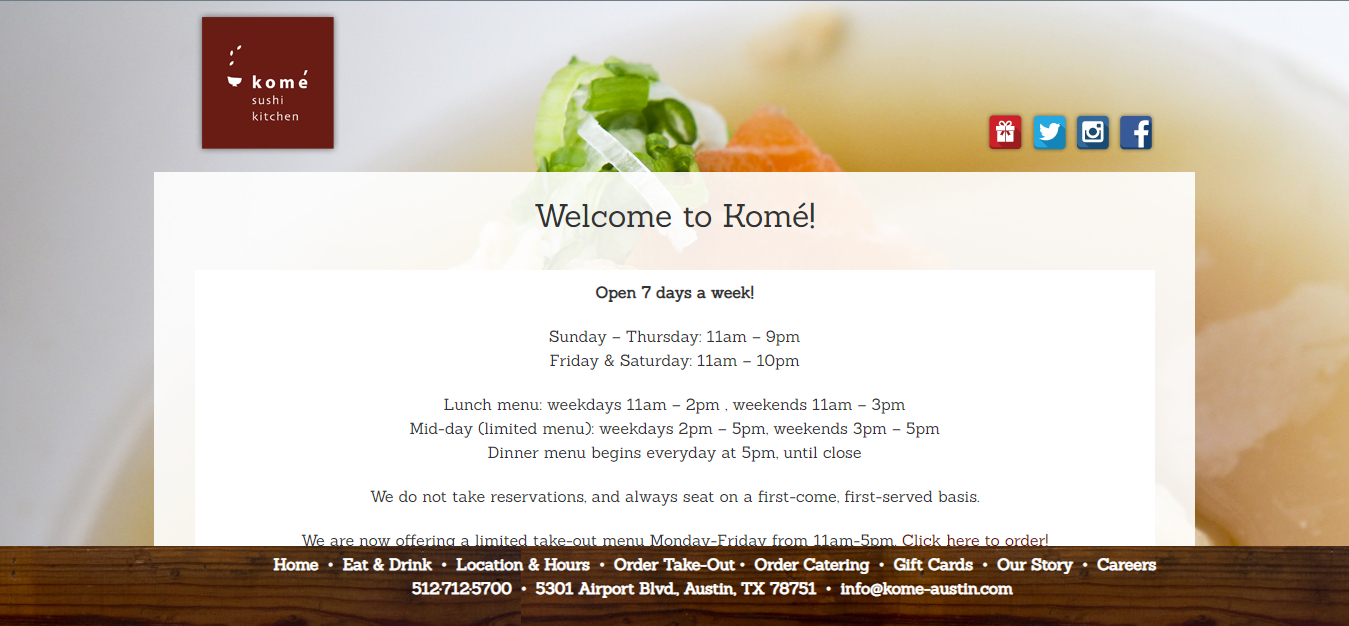 komé
sushi
kitchen
Welcome to Komé!
Open 7 days a week!
Sunday – Thursday: 11am – 9pm
Friday & Saturday: 11am – 10pm
Lunch menu: weekdays 11am – 2pm , weekends 11am – 3pm
Mid-day (limited menu): weekdays 2pm – 5pm, weekends 3pm – 5pm
Dinner menu begins everyday at 5pm, until close
We do not take reservations, and always seat on a first-come, first-served basis.
We are now offering a limited take-out menu Monday-Friday from 11am-5pm. Click here to order!
Home • Eat & Drink • Location & Hours • Order Take-Out • Order Catering • Gift Cards • Our Story • Careers
512-712-5700 • 5301 Airport Blvd., Austin, TX 78751 • info@kome-austin.com